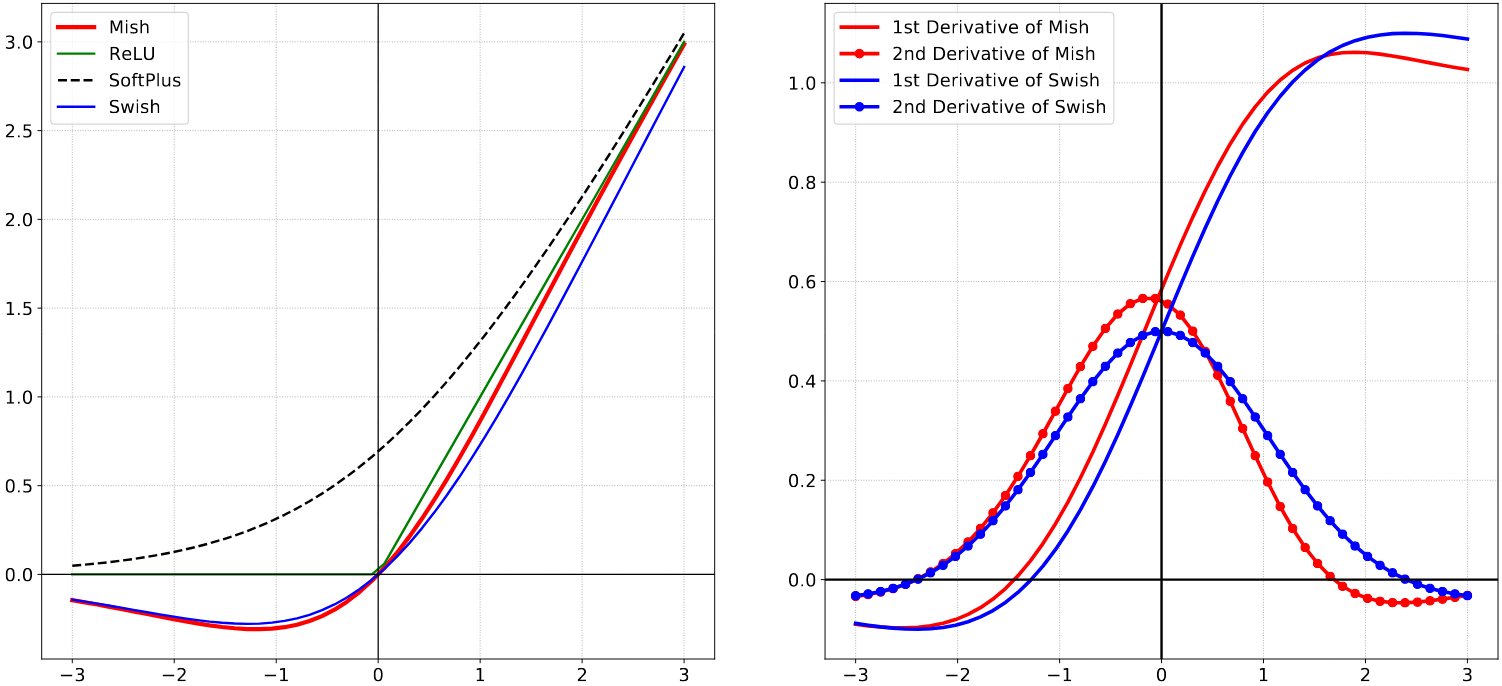 Mish
ReLU
SoftPlus
Swish
3.0
2.5
2.0
1.5
1.0
0.5
0.0
−3 −2 −1 0 1 2 3
1st Derivative of Mish
2nd Derivative of Mish
1st Derivative of Swish
2nd Derivative of Swish
1.0
0.8
0.6
0.4
0.2
0.0
−3 −2 −1 0 1 2 3